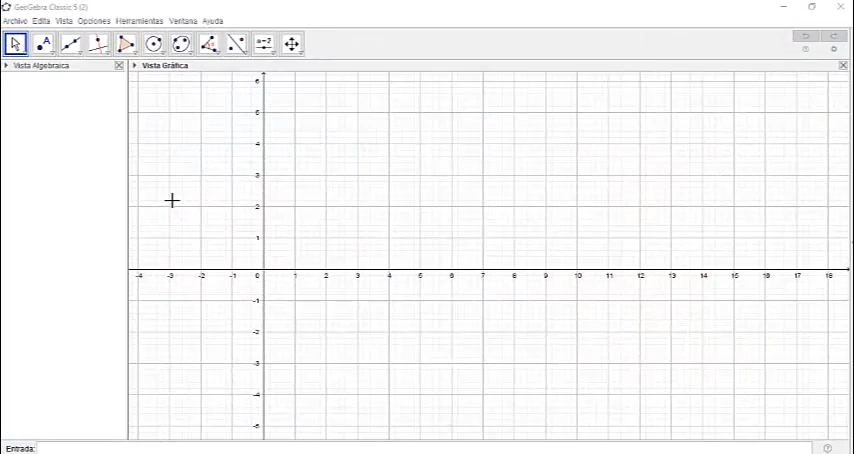 GeoGebra Classic 5 (2)
Archivo Edita Vista Opciones Herramientas Ventana Ayuda
A
a=2
Vista Algebraica
Vista Gráfica
6
5
4
3
2
1
-4 -3 -2 -1 0 1 2 3 4 5 6 7 8 9 10 11 12 13 14 15 16 17 18
-1
-2
-3
-4
-5
Entrada: